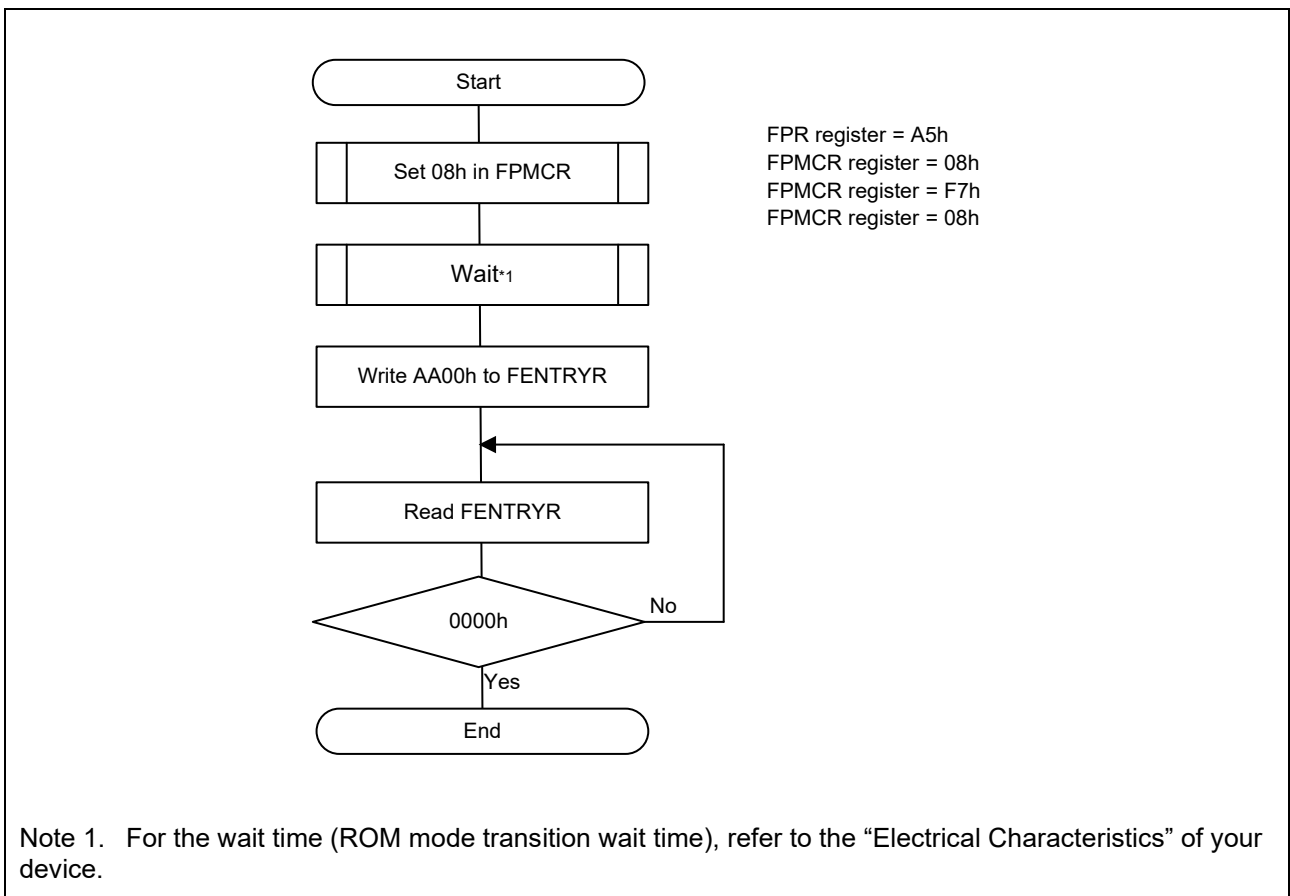 Start
Set 08h in FPMCR
FPR register = A5h
FPMCR register = 08h
FPMCR register = F7h
FPMCR register = 08h
Wait*1
Write AA00h to FENTRYR
Read FENTRYR
0000h
No
Yes
End
Note 1. For the wait time (ROM mode transition wait time), refer to the “Electrical Characteristics” of your
device.